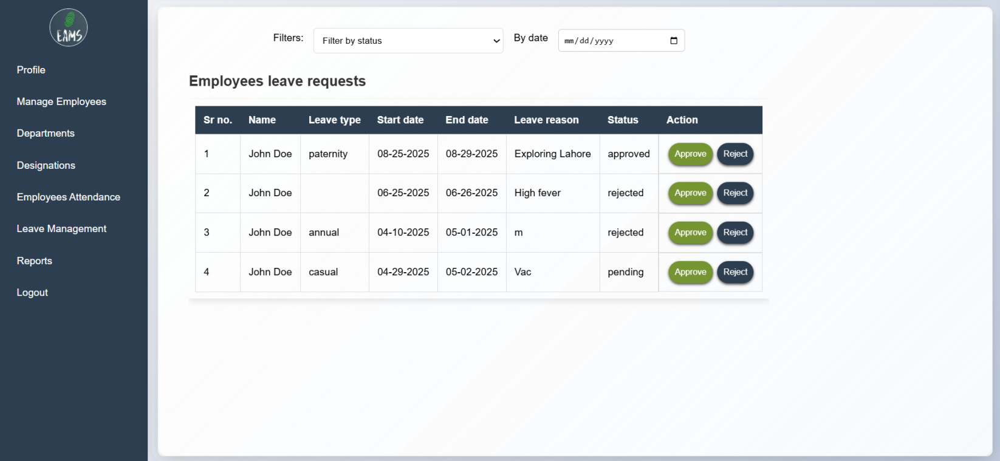 EAMS
Profile
Manage Employees
Departments
Designations
Employees Attendance
Leave Management
Reports
Logout
Filters: Filter by status By date mm/dd/yyyy
Employees leave requests
Sr no. Name Leave type Start date End date Leave reason Status Action
1 John Doe paternity 08-25-2025 08-29-2025 Exploring Lahore approved Approve Reject
2 John Doe 06-25-2025 06-26-2025 High fever rejected Approve Reject
3 John Doe annual 04-10-2025 05-01-2025 m rejected Approve Reject
4 John Doe casual 04-29-2025 05-02-2025 Vac pending Approve Reject